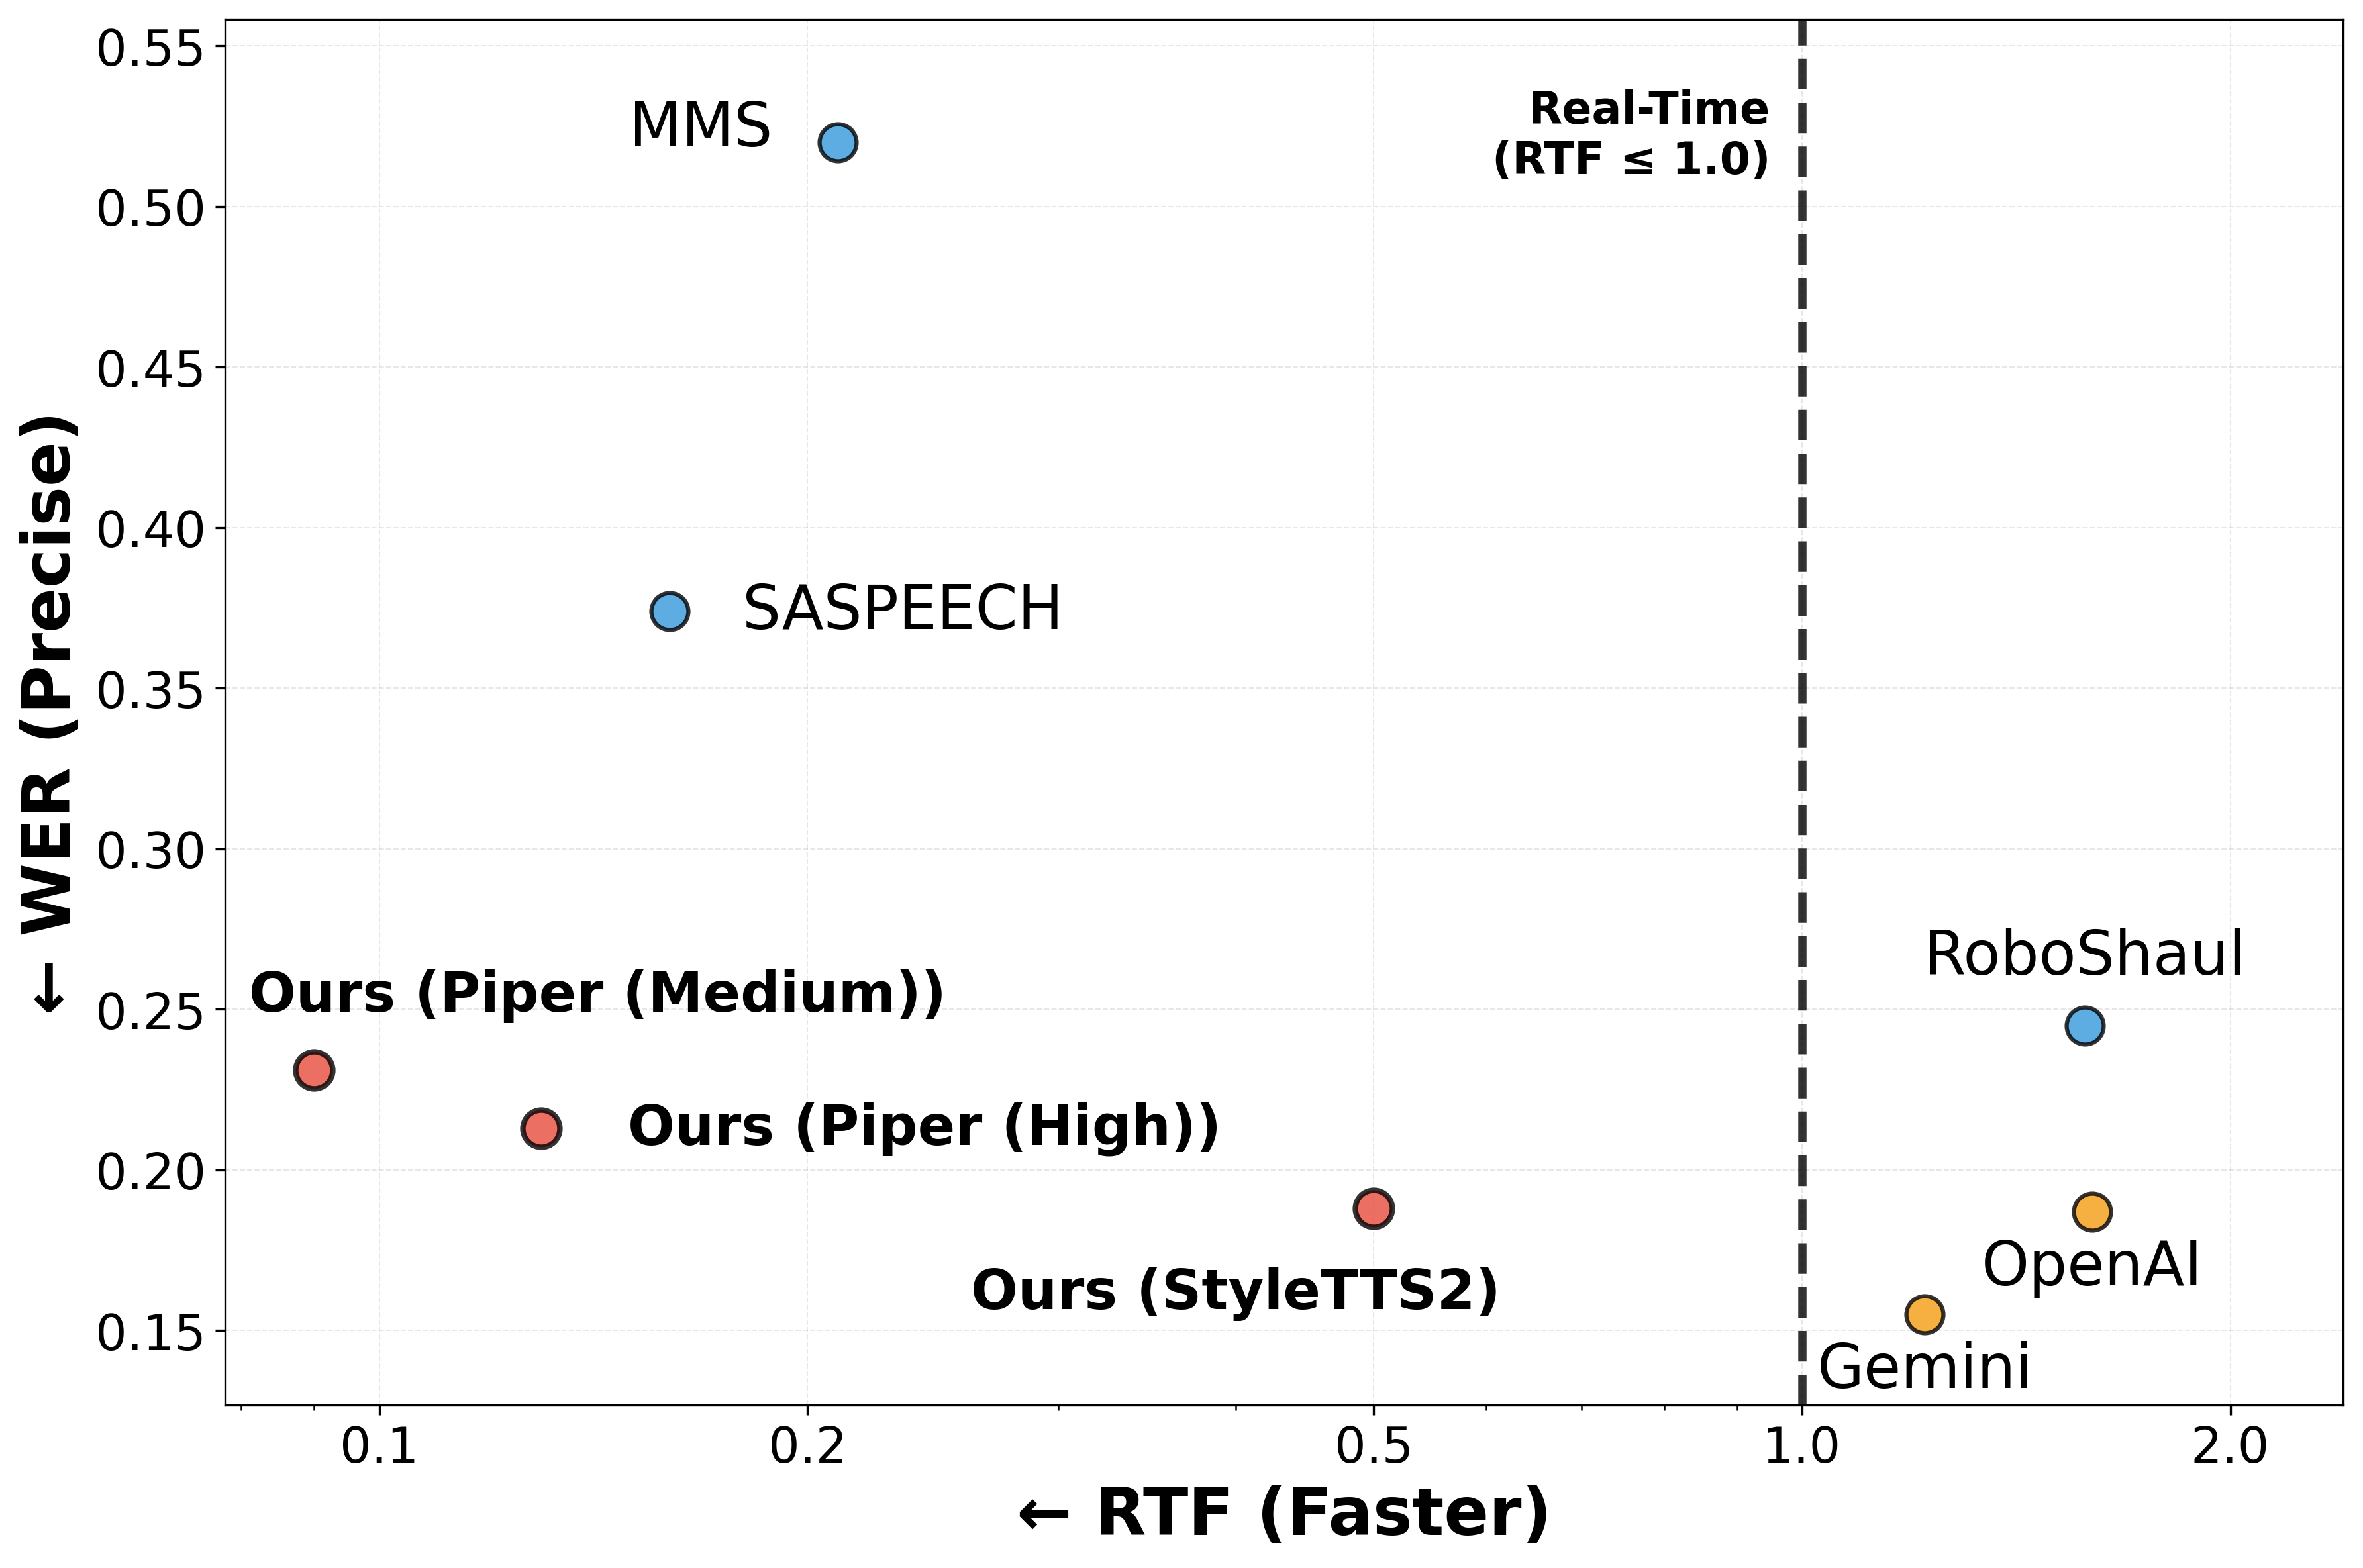 0.55
0.50
0.45
0.40
0.35
0.30
0.25
0.20
0.15
← WER (Precise)
MMS
Real-Time
(RTF ≤ 1.0)
SASPEECH
RoboShaul
Ours (Piper (Medium))
Ours (Piper (High))
Ours (StyleTTS2)
OpenAI
Gemini
0.1
0.2
0.5
1.0
2.0
← RTF (Faster)